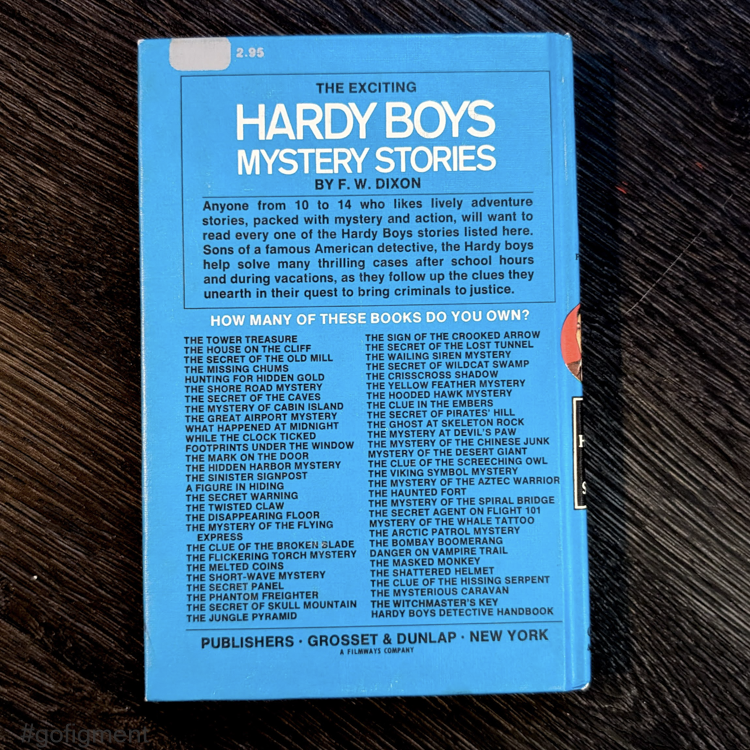 2.95
THE EXCITING
HARDY BOYS
MYSTERY STORIES
BY F. W. DIXON
Anyone from 10 to 14 who likes lively adventure
stories, packed with mystery and action, will want to
read every one of the Hardy Boys stories listed here.
Sons of a famous American detective, the Hardy boys
help solve many thrilling cases after school hours
and during vacations, as they follow up the clues they
unearth in their quest to bring criminals to justice.
HOW MANY OF THESE BOOKS DO YOU OWN?
THE TOWER TREASURE
THE HOUSE ON THE CLIFF
THE SECRET OF THE OLD MILL
THE MISSING CHUMS
HUNTING FOR HIDDEN GOLD
THE SHORE ROAD MYSTERY
THE SECRET OF THE CAVES
THE MYSTERY OF CABIN ISLAND
THE GREAT AIRPORT MYSTERY
WHAT HAPPENED AT MIDNIGHT
WHILE THE CLOCK TICKED
FOOTPRINTS UNDER THE WINDOW
THE MARK ON THE DOOR
THE HIDDEN HARBOR MYSTERY
THE SINISTER SIGNPOST
A FIGURE IN HIDING
THE SECRET WARNING
THE TWISTED CLAW
THE DISAPPEARING FLOOR
THE MYSTERY OF THE FLYING
EXPRESS
THE CLUE OF THE BROKEN BLADE
THE FLICKERING TORCH MYSTERY
THE MELTED COINS
THE SHORT-WAVE MYSTERY
THE SECRET PANEL
THE PHANTOM FREIGHTER
THE SECRET OF SKULL MOUNTAIN
THE JUNGLE PYRAMID
THE SIGN OF THE CROOKED ARROW
THE SECRET OF THE LOST TUNNEL
THE WAILING SIREN MYSTERY
THE SECRET OF WILDCAT SWAMP
THE CRISSCROSS SHADOW
THE YELLOW FEATHER MYSTERY
THE HOODED HAWK MYSTERY
THE CLUE IN THE EMBERS
THE SECRET OF PIRATES' HILL
THE GHOST AT SKELETON ROCK
THE MYSTERY AT DEVIL'S PAW
THE MYSTERY OF THE CHINESE JUNK
MYSTERY OF THE DESERT GIANT
THE CLUE OF THE SCREECHING OWL
THE VIKING SYMBOL MYSTERY
THE MYSTERY OF THE AZTEC WARRIOR
THE HAUNTED FORT
THE MYSTERY OF THE SPIRAL BRIDGE
THE SECRET AGENT ON FLIGHT 101
MYSTERY OF THE WHALE TATTOO
THE ARCTIC PATROL MYSTERY
THE BOMBAY BOOMERANG
DANGER ON VAMPIRE TRAIL
THE MASKED MONKEY
THE SHATTERED HELMET
THE CLUE OF THE HISSING SERPENT
THE MYSTERIOUS CARAVAN
THE WITCHMASTER'S KEY
HARDY BOYS DETECTIVE HANDBOOK
PUBLISHERS · GROSSET & DUNLAP · NEW YORK
A FILMWAYS COMPANY
#gofigment